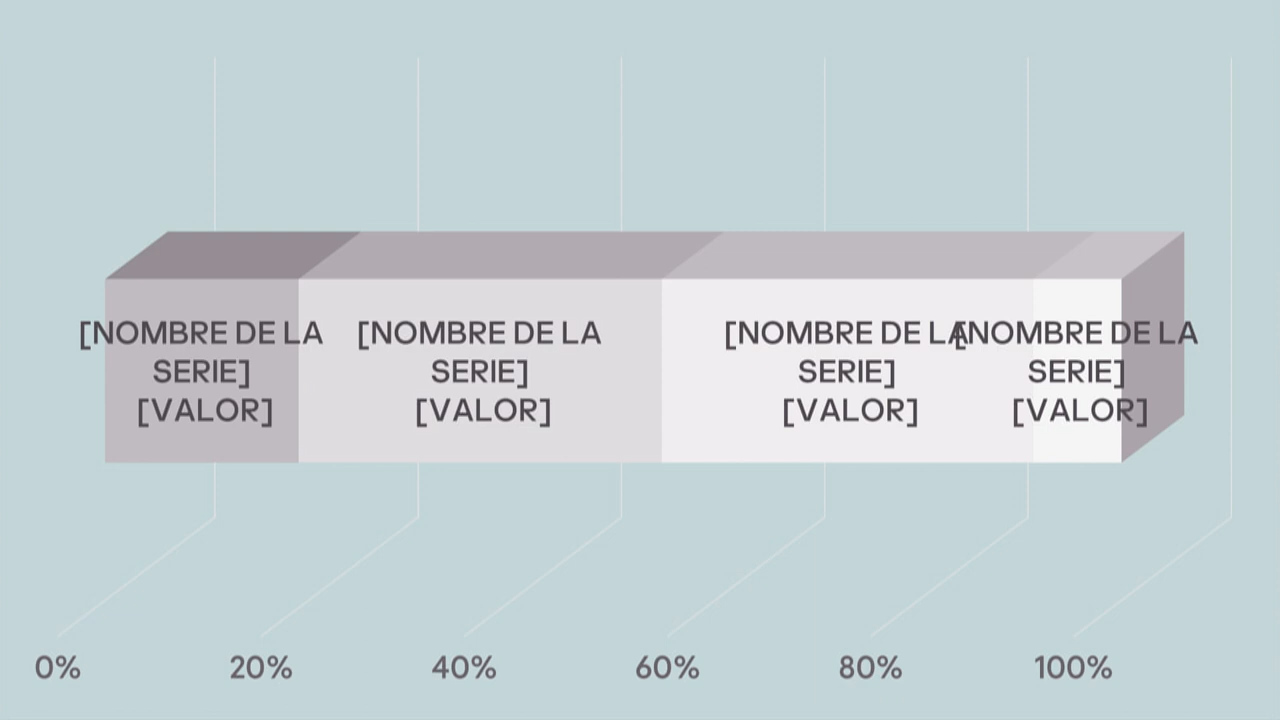 [NOMBRE DE LA
SERIE]
[VALOR]
[NOMBRE DE LA
SERIE]
[VALOR]
[NOMBRE DE LA
SERIE]
[VALOR]
[NOMBRE DE LA
SERIE]
[VALOR]
0% 20% 40% 60% 80% 100%